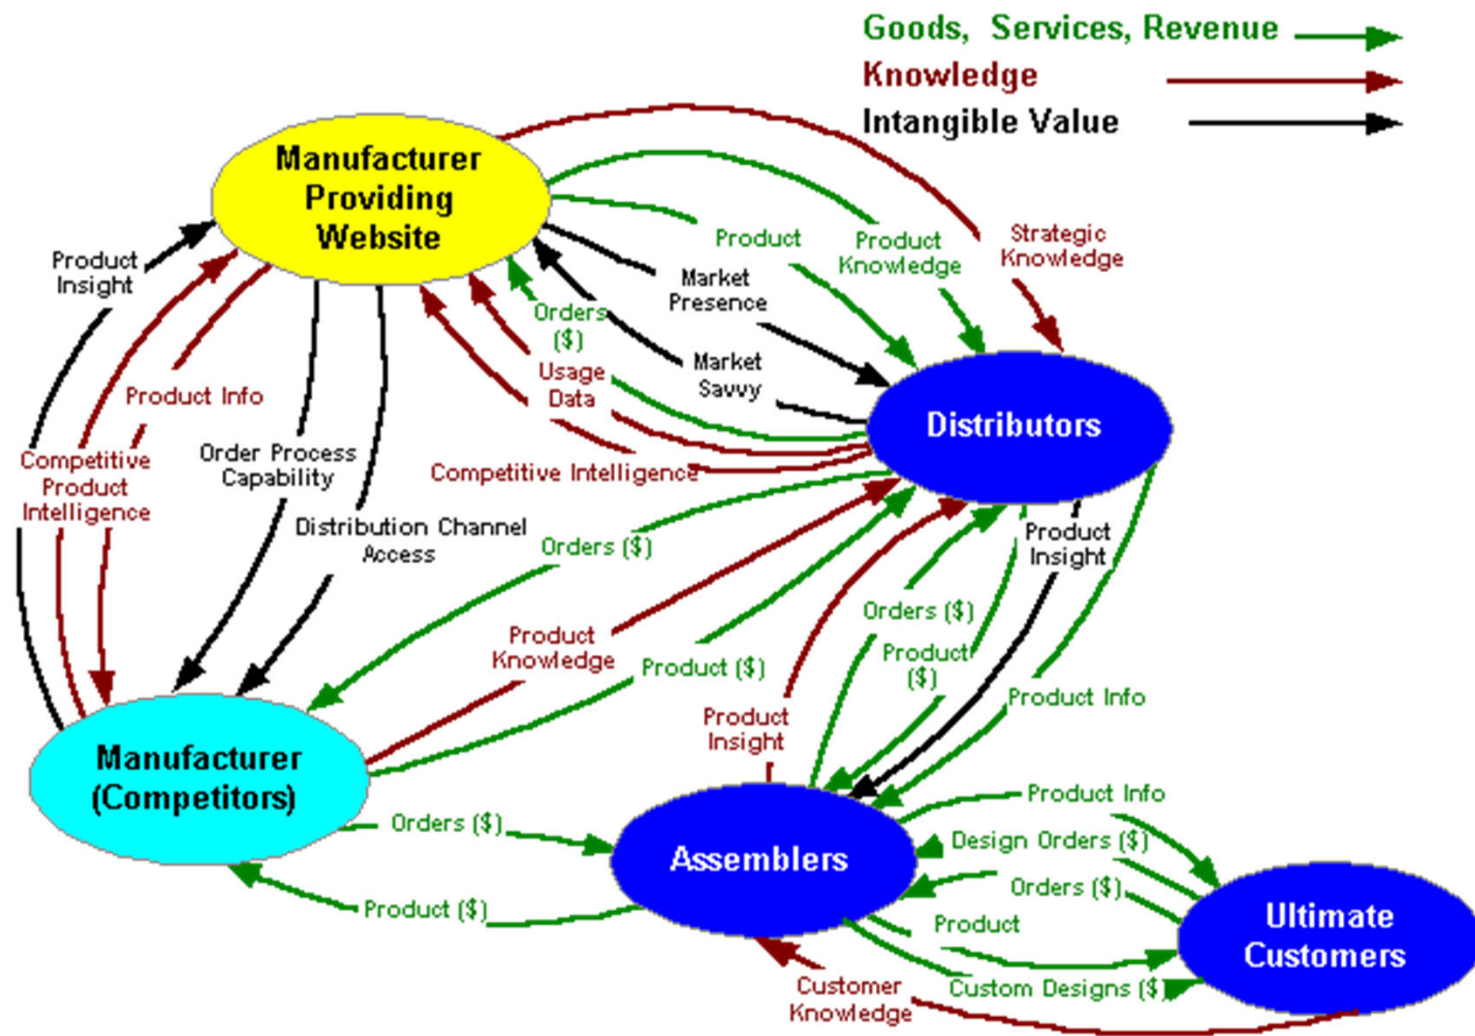 Goods, Services, Revenue
Knowledge
Intangible Value
Manufacturer
Providing
Website
Product
Insight
Product
Product
Knowledge
Strategic
Knowledge
Market
Presence
Orders
($)
Market
Savvy
Usage
Data
Product Info
Competitive
Product
Intelligence
Order Process
Capability
Competitive Intelligence
Distributors
Distribution Channel
Access
Orders ($)
Product
Insight
Orders ($)
Product
Knowledge
Product ($)
Product
($)
Product Info
Product
Insight
Manufacturer
(Competitors)
Orders ($)
Product ($)
Assemblers
Product Info
Design Orders ($)
Orders ($)
Product
Custom Designs ($)
Customer
Knowledge
Ultimate
Customers